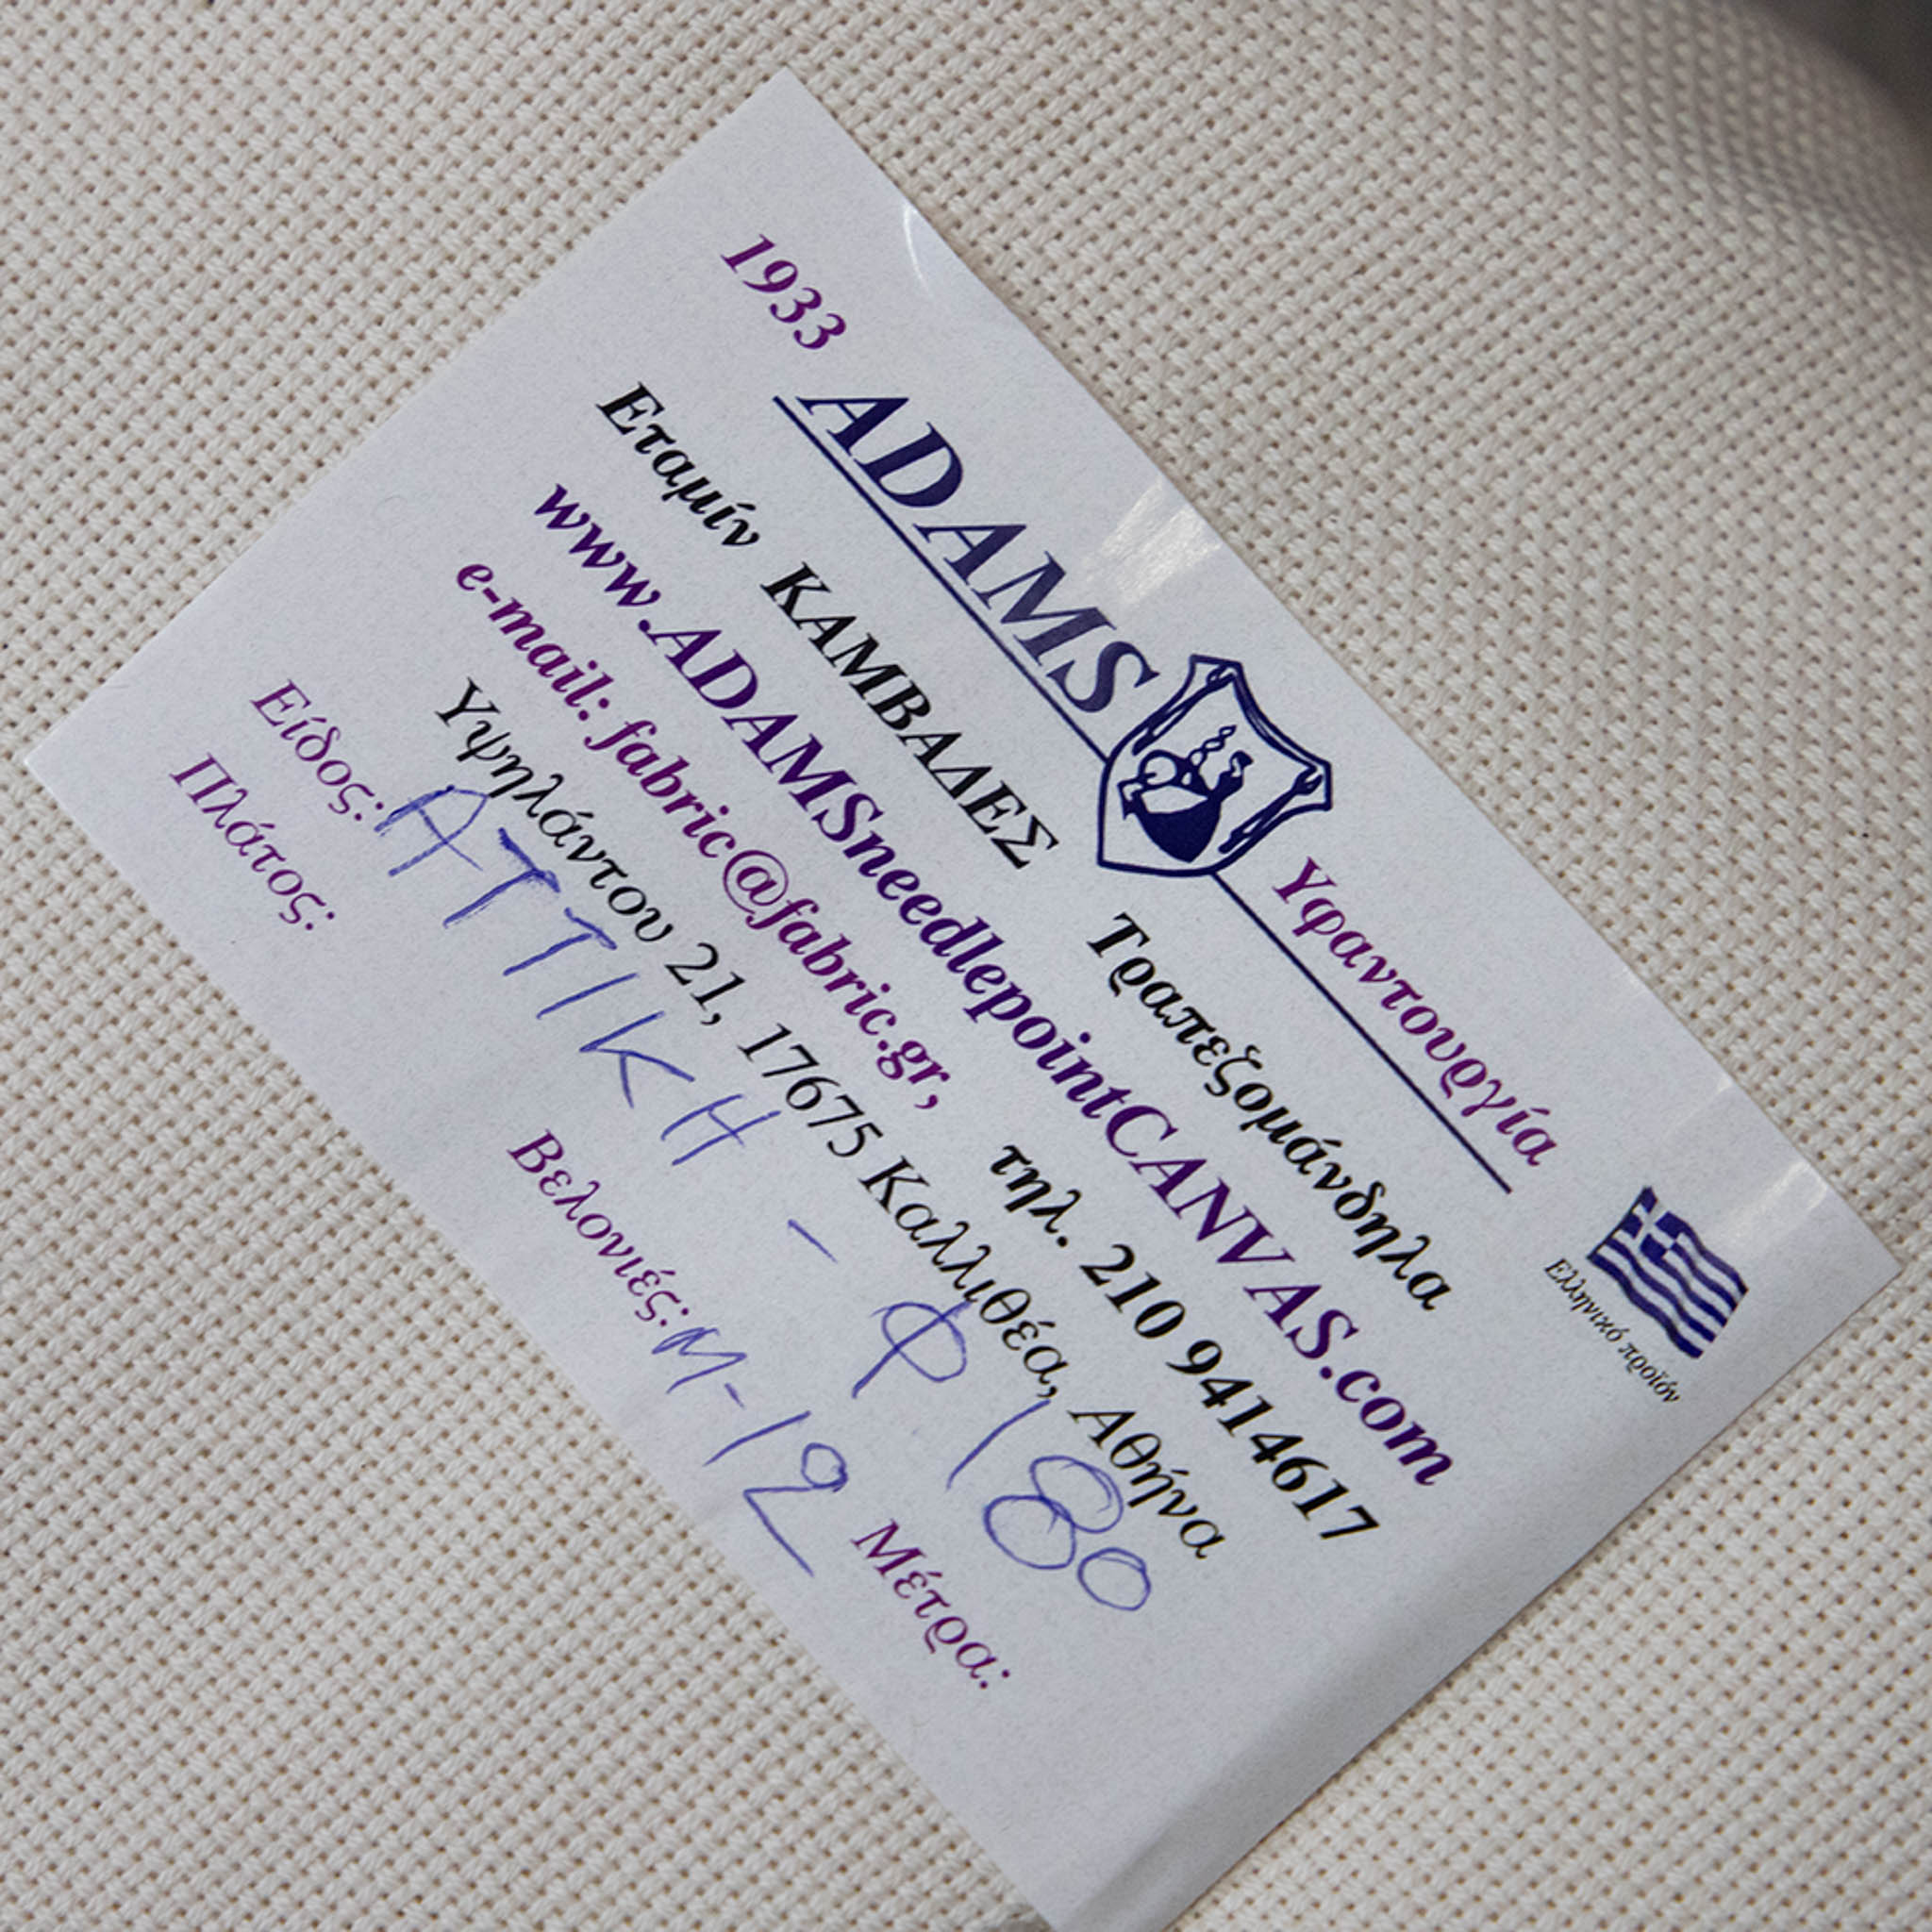 1933
ADAMS Υφαντουργία
Εταμίν ΚΑΜΒΑΔΕΣ Τραπεζομάνδηλα
www.ADAMSneedlepointCANVAS.com
e-mail: fabric@fabric.gr, τηλ. 210 9414617
Υψηλάντου 21, 17675 Καλλιθέα, Αθήνα
Ελληνικό προϊόν
Είδος: ΑΤΤΙΚΗ - Φ 180
Πλάτος: Βελονιές: Μ-12 Μέτρα: